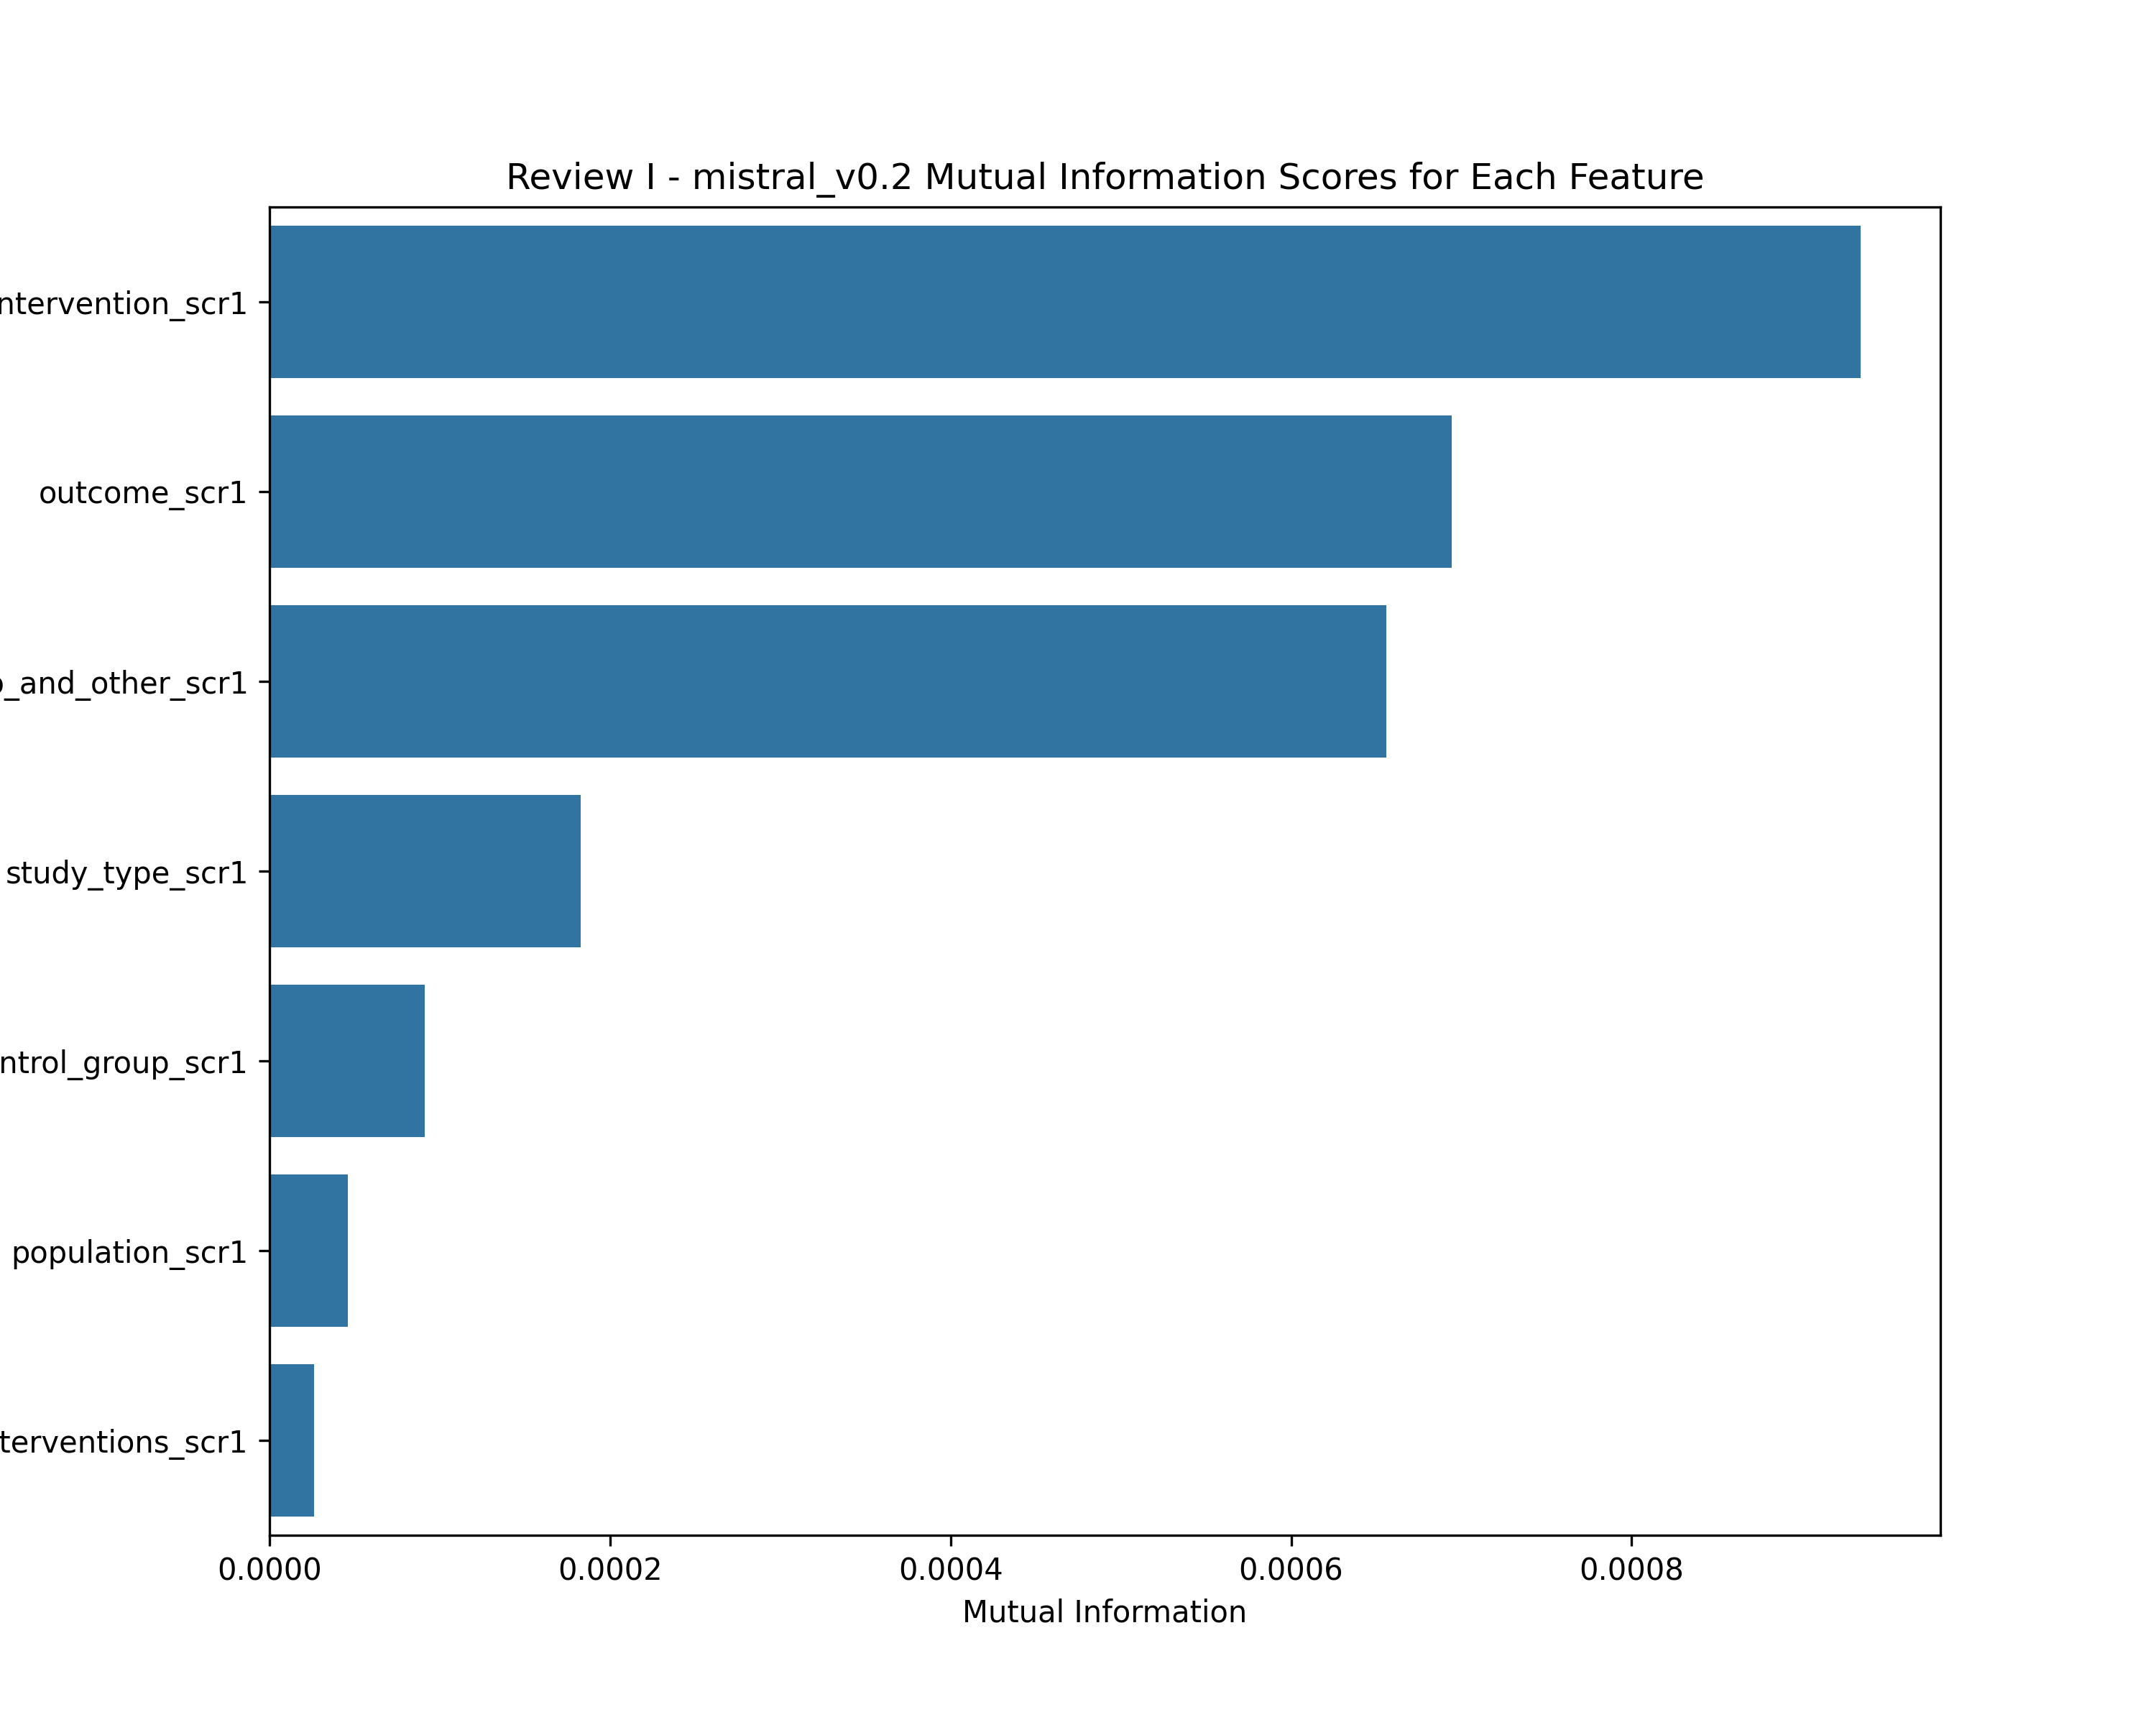 Review I - mistral_v0.2 Mutual Information Scores for Each Feature
ntervention_scr1
outcome_scr1
_and_other_scr1
study_type_scr1
ntrol_group_scr1
population_scr1
terventions_scr1
0.0000 0.0002 0.0004 0.0006 0.0008
Mutual Information